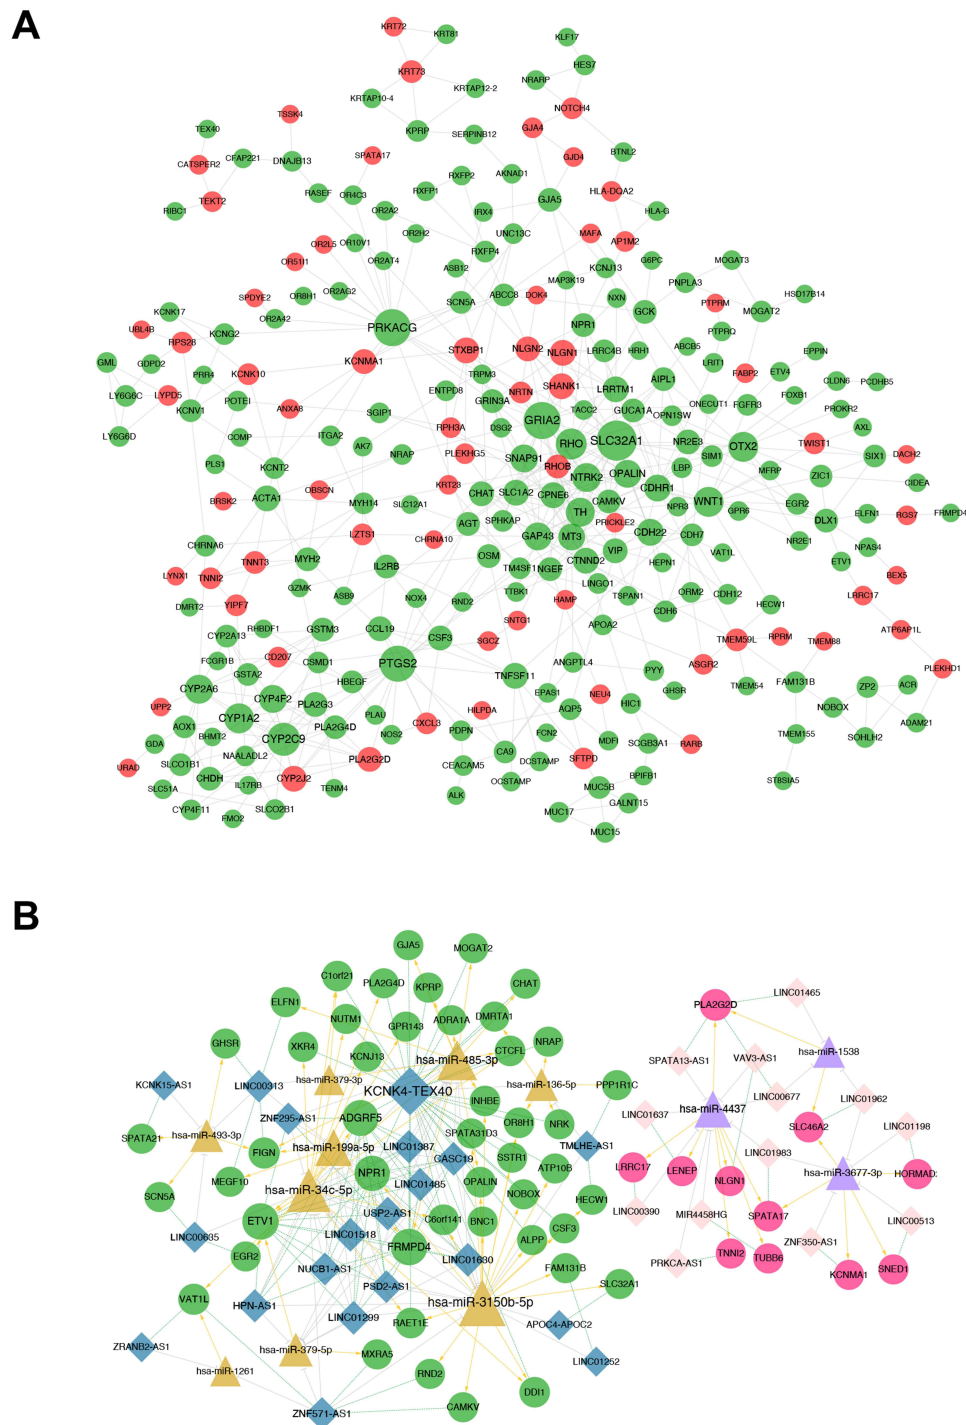 A
KRT72
KRT81
KLF17
KRT73
HES7
NRARP
KRTAP10-4
KRTAP12-2
NOTCH4
TSSK4
GJA4
TEX40
KPRP
SERPINB12
BTNL2
CATSPER2
CFAP221
DNAJB13
SPATA17
GJD4
RXFP2
AKNAD1
TEKT2
RASEF
OR4C3
RXFP1
GJA5
HLA-DQA2
RIBC1
OR2A2
IRX4
HLA-G
OR2H2
UNC13C
MAFA
AP1M2
OR2L5
OR10V1
RXFP4
OR51I1
OR2AT4
ASB12
KCNJ13
G6PC
MOGAT3
MAP3K19
PNPLA3
SPDYE2
OR8H1
OR2AG2
SCN5A
ABCC8
DOK4
NXN
HSD17B14
KCNK17
OR2A42
GCK
PTPRM
MOGAT2
UBL4B
KCNG2
PRKACG
NPR1
PTPRQ
RPS28
STXBP1
NLGN2
NLGN1
LRRC4B
HRH1
ABCB5
EPPIN
GML
GDPD2
KCNMA1
LRIT1
PRR4
KCNK10
TRPM3
FABP2
ETV4
CLDN6
LY6G6C
LYPD5
ENTPD8
NRTN
SHANK1
LRRTM1
AIPL1
PCDHB5
KCNV1
POTEI
ANXA8
SGIP1
GRIN3A
TACC2
GUCA1A
ONECUT1
FOXB1
PROKR2
LY6G6D
RPH3A
DSG2
GRIA2
OPN1SW
FGFR3
AXL
COMP
ITGA2
AK7
RHO
SLC32A1
NR2E3
OTX2
TWIST1
PLS1
NRAP
PLEKHG5
SNAP91
SIM1
SIX1
DACH2
KCNT2
RHOB
LBP
MFRP
ZIC1
CIDEA
BRSK2
OBSCN
KRT23
SLC1A2
NTRK2
OPALIN
CDHR1
ACTA1
MYH14
SLC12A1
CHAT
CPNE6
CAMKV
NPR3
WNT1
GPR6
EGR2
ELFN1
RGS7
FRMPD4
CHRNA6
LZTS1
AGT
SPHKAP
TH
PRICKLE2
DLX1
NPAS4
CHRNA10
GAP43
MT3
CDH22
CDH7
NR2E1
LYNX1
TNNI2
TNNT3
MYH2
IL2RB
OSM
CTNND2
VIP
VAT1L
ETV1
TM4SF1
NGEF
HEPN1
BEX5
DMRT2
YIPF7
GZMK
ASB9
NOX4
RND2
TTBK1
LINGO1
TSPAN1
ORM2
CDH12
LRRC17
HAMP
CDH6
HECW1
CYP2A13
RHBDF1
GSTM3
CCL19
SNTG1
APOA2
ATP6AP1L
CSF3
SGCZ
TMEM59L
RPRM
TMEM88
FCGR1B
CD207
CSMD1
PTGS2
ANGPTL4
ASGR2
PLEKHD1
GSTA2
TNFSF11
PYY
CYP2A6
CYP4F2
HBEGF
EPAS1
NEU4
GHSR
TMEM54
FAM131B
ZP2
ACR
UPP2
PLA2G3
HILPDA
AQP5
HIC1
NOBOX
CYP1A2
PLAU
CXCL3
ADAM21
AOX1
BHMT2
PLA2G4D
NOS2
PDPN
FCN2
MDFI
GDA
CYP2C9
SCGB3A1
RARB
TMEM155
SOHLH2
NAALADL2
CA9
DCSTAMP
SFTPD
URAD
SLCO1B1
PLA2G2D
CEACAM5
BPIFB1
CHDH
CYP2J2
OCSTAMP
ST8SIA5
SLC51A
IL17RB
TENM4
MUC5B
ALK
GALNT15
CYP4F11
SLCO2B1
MUC17
FMO2
MUC15
B
GJA5
MOGAT2
C1orf21
PLA2G4D
KPRP
CHAT
ELFN1
LINC01465
NUTM1
ADRA1A
DMRTA1
PLA2G2D
GPR143
GHSR
XKR4
CTCFL
NRAP
KCNJ13
hsa-miR-485-3p
hsa-miR-1538
SPATA13-AS1
VAV3-AS1
KCNK15-AS1
LINC00313
hsa-miR-379-3p
KCNK4-TEX40
hsa-miR-136-5p
PPP1R1C
LINC00677
LINC01962
INHBE
hsa-miR-4437
ZNF295-AS1
ADGRF5
LINC01637
LINC01198
OR8H1
NRK
SPATA21
hsa-miR-493-3p
SPATA31D3
SLC46A2
LINC01387
TMLHE-AS1
FIGN
hsa-miR-199a-5p
CASC19
SSTR1
LINC01983
LRRC17
LENEP
hsa-miR-3677-3p
NPR1
ATP10B
NLGN1
MEGF10
LINC01485
OPALIN
SCN5A
hsa-miR-34c-5p
NOBOX
HECW1
LINC00390
MIR4458HG
SPATA17
LINC00513
USP2-AS1
ETV1
C6orf141
BNC1
CSF3
LINC00635
LINC01518
ALPP
ZNF350-AS1
FRMPD4
TNNI2
TUBB6
EGR2
LINC01630
NUCB1-AS1
FAM131B
PRKCA-AS1
KCNMA1
SNED1
PSD2-AS1
SLC32A1
VAT1L
HPN-AS1
hsa-miR-3150b-5p
LINC01299
RAET1E
APOC4-APOC2
ZRANB2-AS1
hsa-miR-379-5p
MXRA5
LINC01252
hsa-miR-1261
RND2
DDI1
ZNF571-AS1
CAMKV